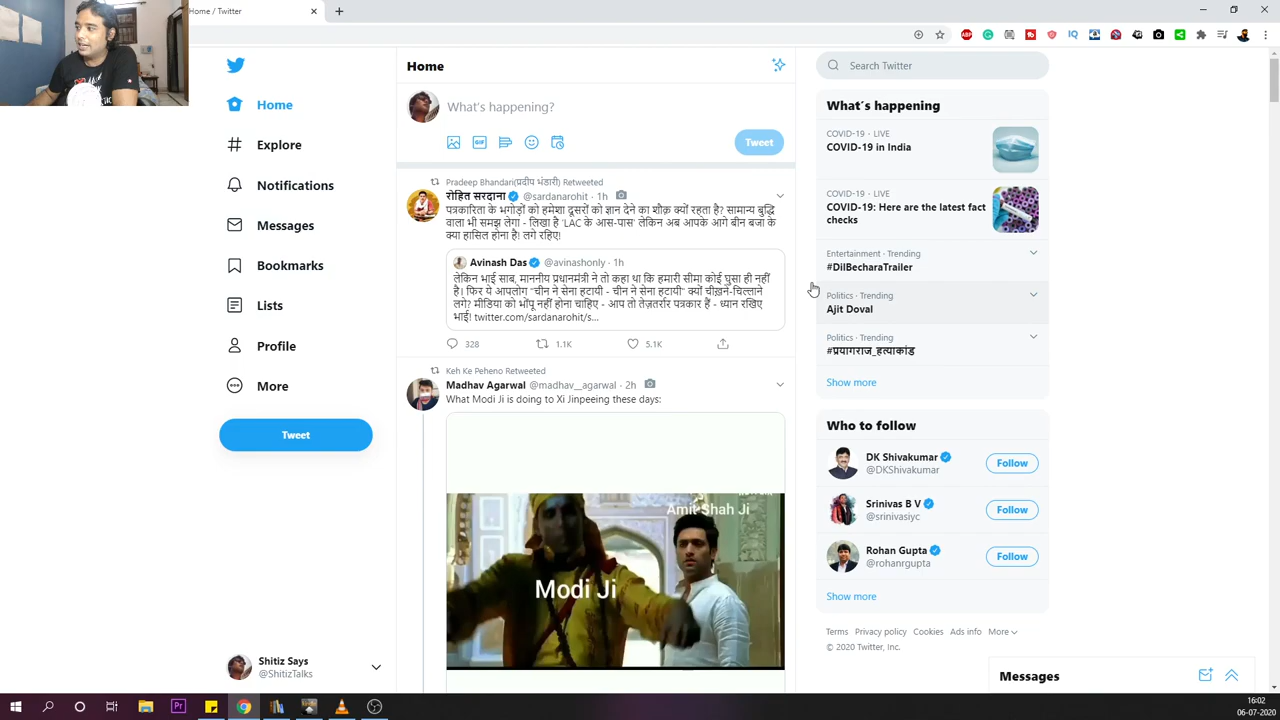 Home / Twitter
Home
Explore
Notifications
Messages
Bookmarks
Lists
Profile
More
Tweet
Shitiz Says
@ShitizTalks
Home
What's happening?
GIF
Tweet
Pradeep Bhandari(प्रदीप भंडारी) Retweeted
रोहित सरदाना @sardanarohit · 1h
पत्रकारिता के भगोड़ों को हमेशा दूसरों को ज्ञान देने का शौक़ क्यों रहता है? सामान्य बुद्धि
वाला भी समझ लेगा - लिखा है 'LAC के आस-पास' लेकिन अब आपके आगे बीन बजा के
क्या हासिल होना है! लगे रहिए!
Avinash Das @avinashonly · 1h
लेकिन भाई साब, माननीय प्रधानमंत्री ने तो कहा था कि हमारी सीमा कोई घुसा ही नहीं
है। फिर ये आपलोग "चीन ने सेना हटायी - चीन ने सेना हटायी" क्यों चीख़ने-चिल्लाने
लगे? मीडिया को भोंपू नहीं होना चाहिए - आप तो तेज़तर्रार पत्रकार हैं - ध्यान रखिए
भाई! twitter.com/sardanarohit/s...
328 1.1K 5.1K
Keh Ke Peheno Retweeted
Madhav Agarwal @madhav__agarwal · 2h
What Modi Ji is doing to Xi Jinpeeing these days:
Amit Shah Ji
Modi Ji
Search Twitter
What's happening
COVID-19 · LIVE
COVID-19 in India
COVID-19 · LIVE
COVID-19: Here are the latest fact
checks
Entertainment · Trending
#DilBecharaTrailer
Politics · Trending
Ajit Doval
Politics · Trending
#प्रयागराज_हत्याकांड
Show more
Who to follow
DK Shivakumar
@DKShivakumar
Follow
Srinivas B V
@srinivasiyc
Follow
Rohan Gupta
@rohanrgupta
Follow
Show more
Terms Privacy policy Cookies Ads info More
© 2020 Twitter, Inc.
Messages
ABP
IQ
Pr
16:02
06-07-2020